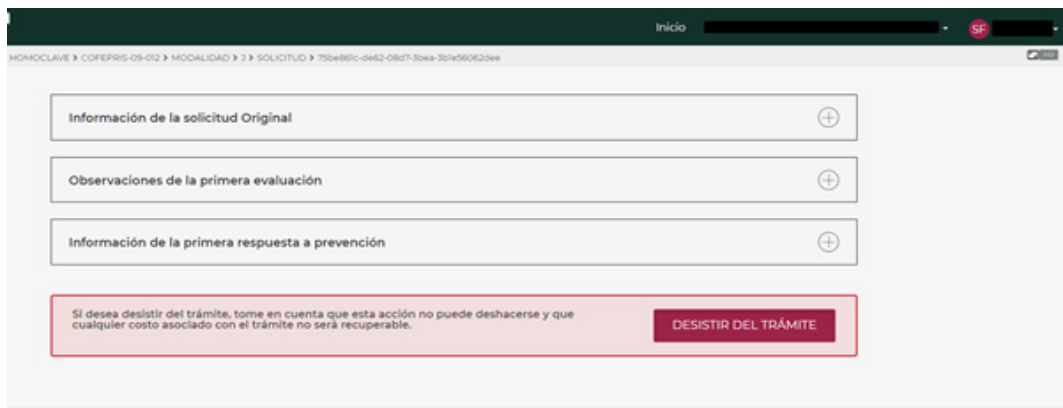 Inicio
SF
HOMOCLAVE > COFEPRIS-09-012 > MODALIDAD > J > SOLICITUD > 75be861c-de62-08d7-3bea-3b1e56062dee
Información de la solicitud Original
Observaciones de la primera evaluación
Información de la primera respuesta a prevención
Si desea desistir del trámite, tome en cuenta que esta acción no puede deshacerse y que
cualquier costo asociado con el trámite no será recuperable.
DESISTIR DEL TRÁMITE